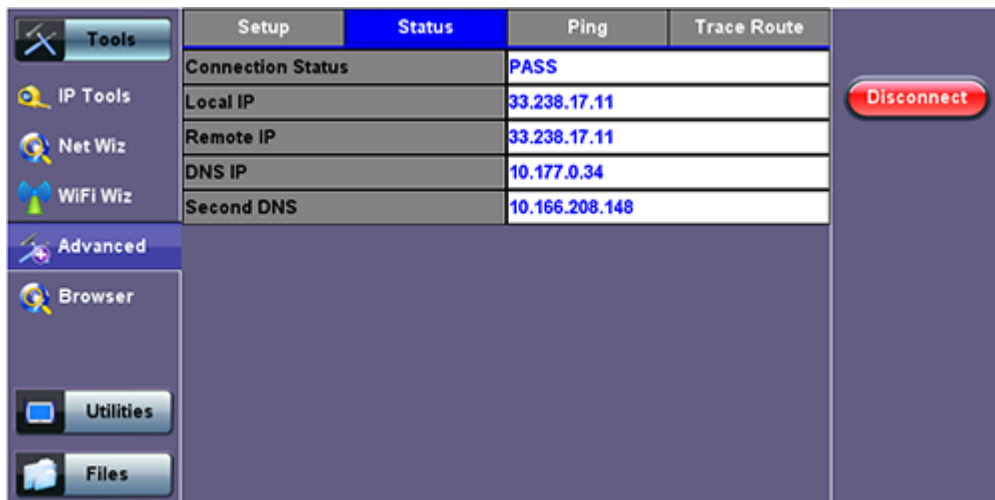 Tools
IP Tools
Net Wiz
WiFi Wiz
Advanced
Browser
Utilities
Files
Setup Status Ping Trace Route
Connection Status PASS
Local IP 33.238.17.11
Remote IP 33.238.17.11
DNS IP 10.177.0.34
Second DNS 10.166.208.148
Disconnect